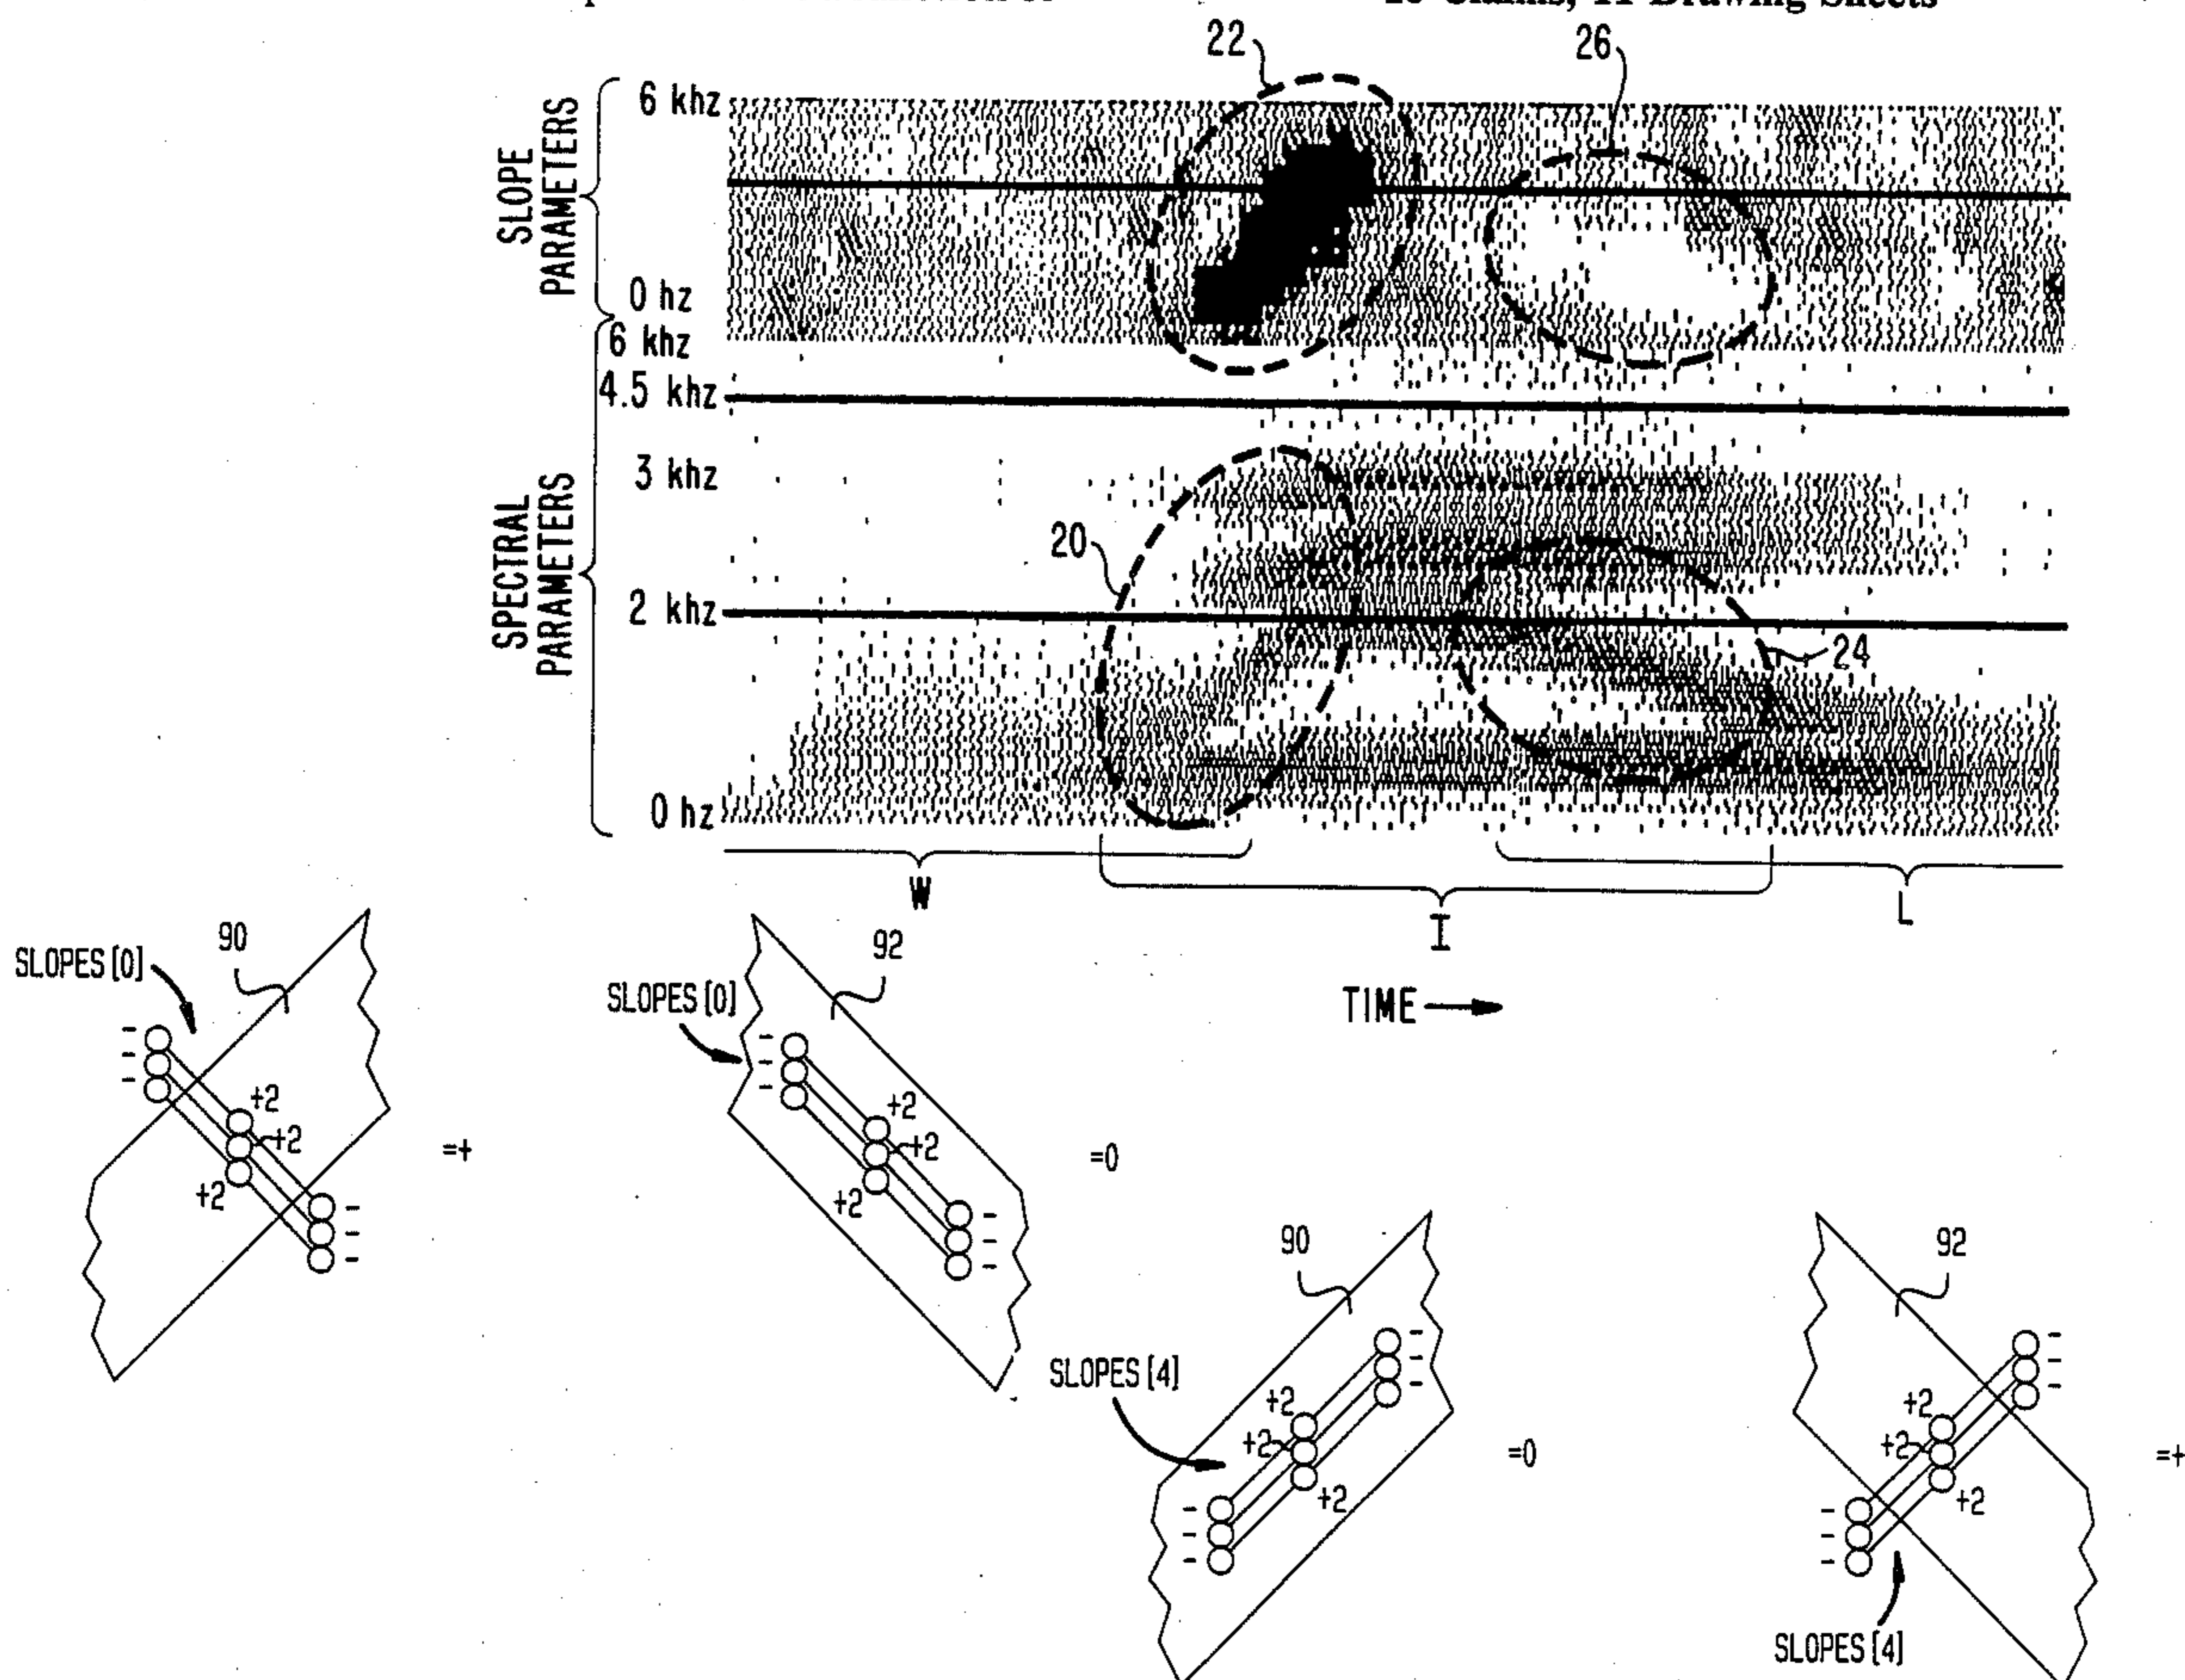 22
26
6 khz
SLOPE
PARAMETERS
0 hz
6 khz
4.5 khz
3 khz
SPECTRAL
PARAMETERS
20
2 khz
24
0 hz
W
I
L
TIME
SLOPES [0]
90
-
-
-
+2
+2
+2
-
-
-
=+
SLOPES [0]
92
-
-
-
+2
+2
+2
-
-
-
=0
SLOPES [4]
90
-
-
-
+2
+2
+2
-
-
-
=0
92
-
-
-
+2
+2
+2
-
-
-
=+
SLOPES [4]